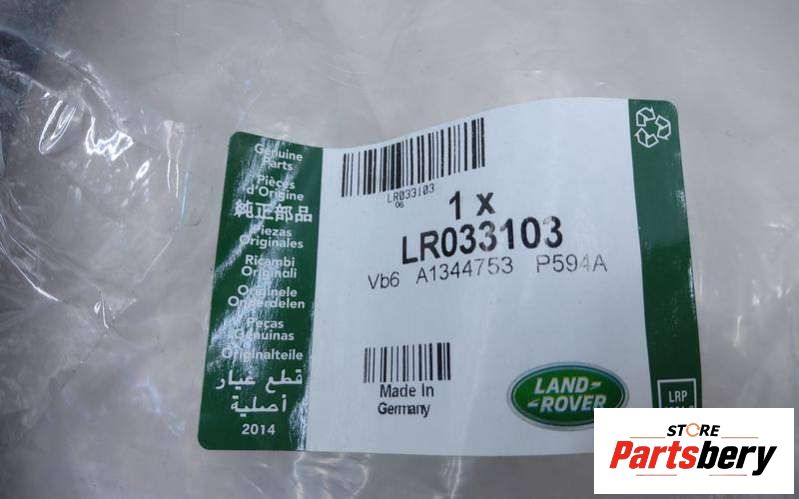 Genuine
Parts
Pièces
d'Origine
純正部品
Piezas
Originales
Ricambi
Originali
Originele
Onderdelen
Peças
Genuínas
Originalteile
قطع غيار
أصلية
2014
LR033103
06
1 x
LR033103
Vb6 A1344753 P594A
Made In
Germany
LAND-
-ROVER
LRP
STORE
Partsbery